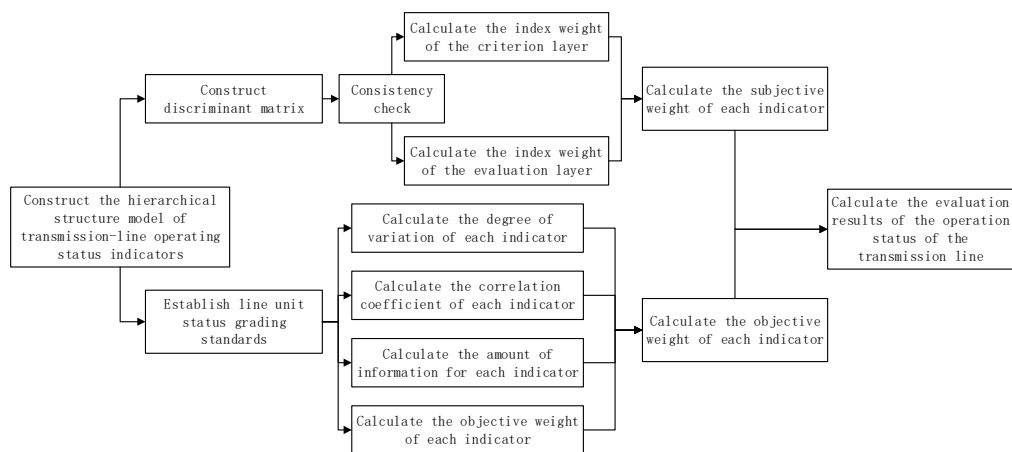 Calculate the index weight
of the criterion layer
Construct
discriminant matrix
Consistency
check
Calculate the subjective
weight of each indicator
Calculate the index weight
of the evaluation layer
Construct the hierarchical
structure model of
transmission-line operating
status indicators
Calculate the degree of
variation of each indicator
Calculate the evaluation
results of the operation
status of the
transmission line
Calculate the correlation
coefficient of each indicator
Establish line unit
status grading
standards
Calculate the objective
weight of each indicator
Calculate the amount of
information for each indicator
Calculate the objective weight
of each indicator